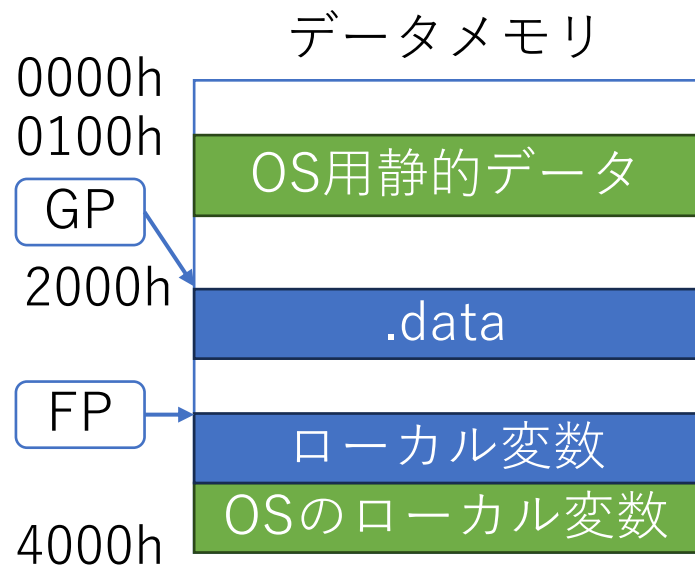 データメモリ
0000h
0100h
OS用静的データ
GP
2000h
.data
FP
ローカル変数
OSのローカル変数
4000h